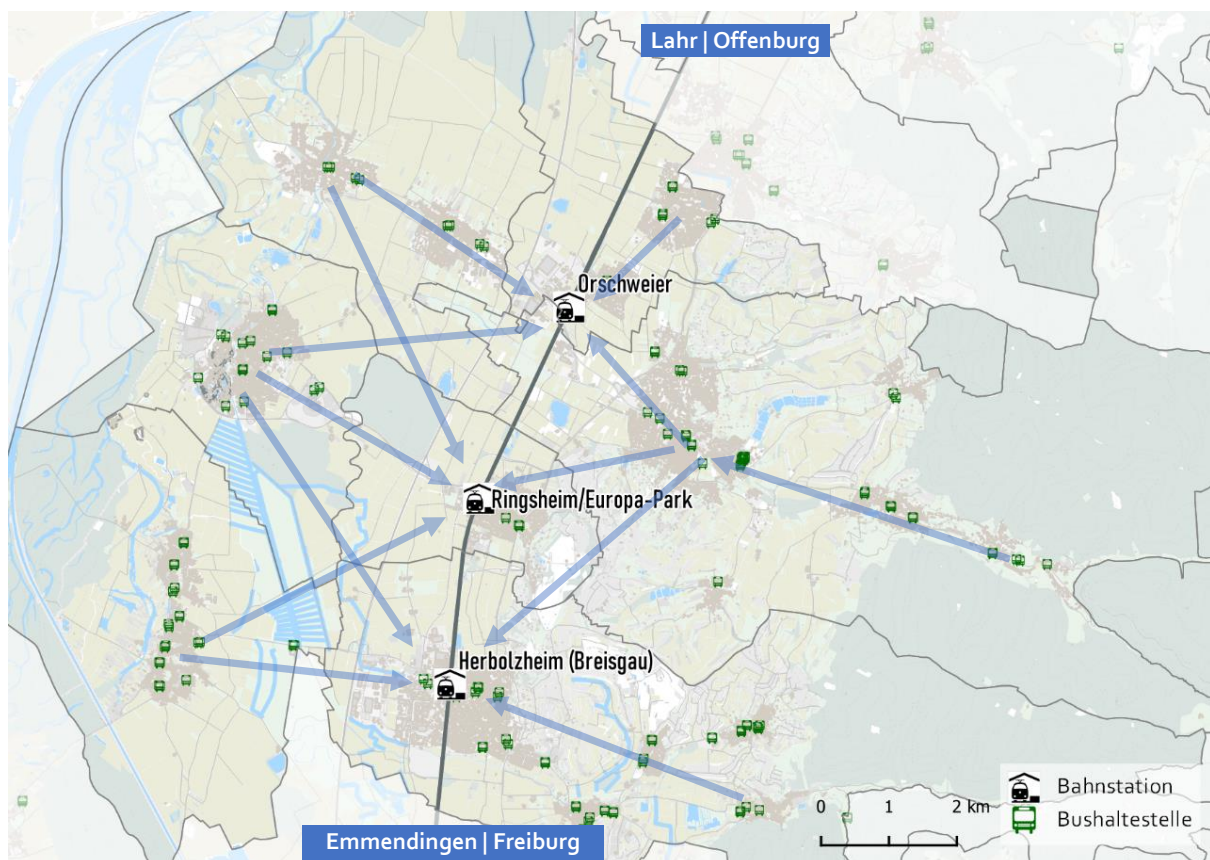 Lahr | Offenburg
Orschweier
Ringsheim/Europa-Park
Herbolzheim (Breisgau)
0 1 2 km
Bahnstation
Bushaltestelle
Emmendingen | Freiburg